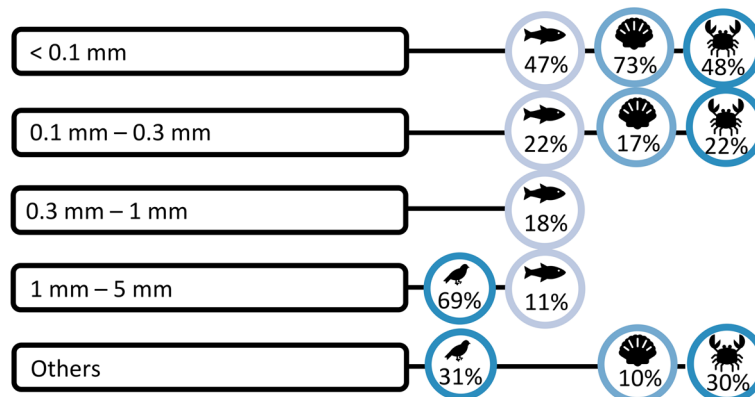 < 0.1 mm
47% 73% 48%
0.1 mm – 0.3 mm
22% 17% 22%
0.3 mm – 1 mm
18%
1 mm – 5 mm
69% 11%
Others
31% 10% 30%